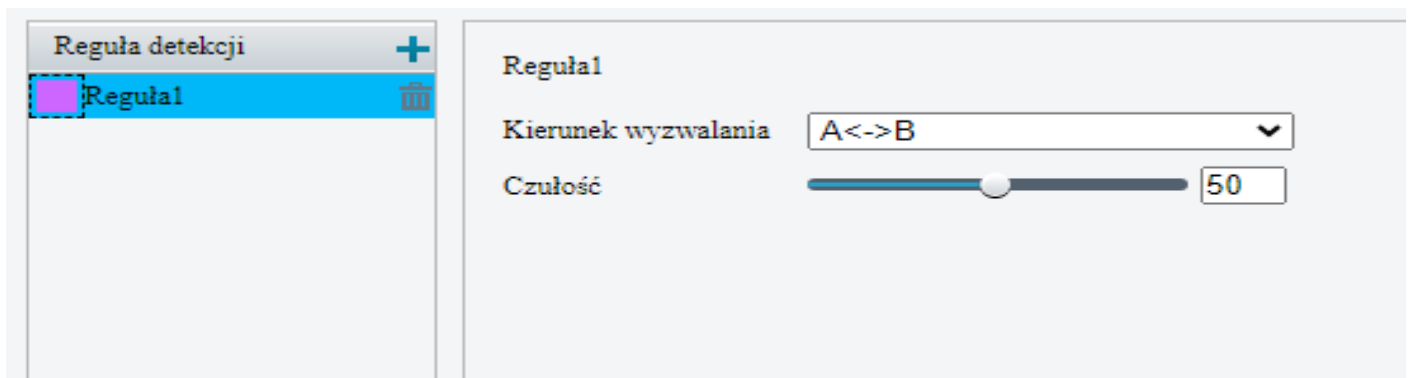 Reguła detekcji
Reguła1
Reguła1
Kierunek wyzwalania A<->B
Czułość 50